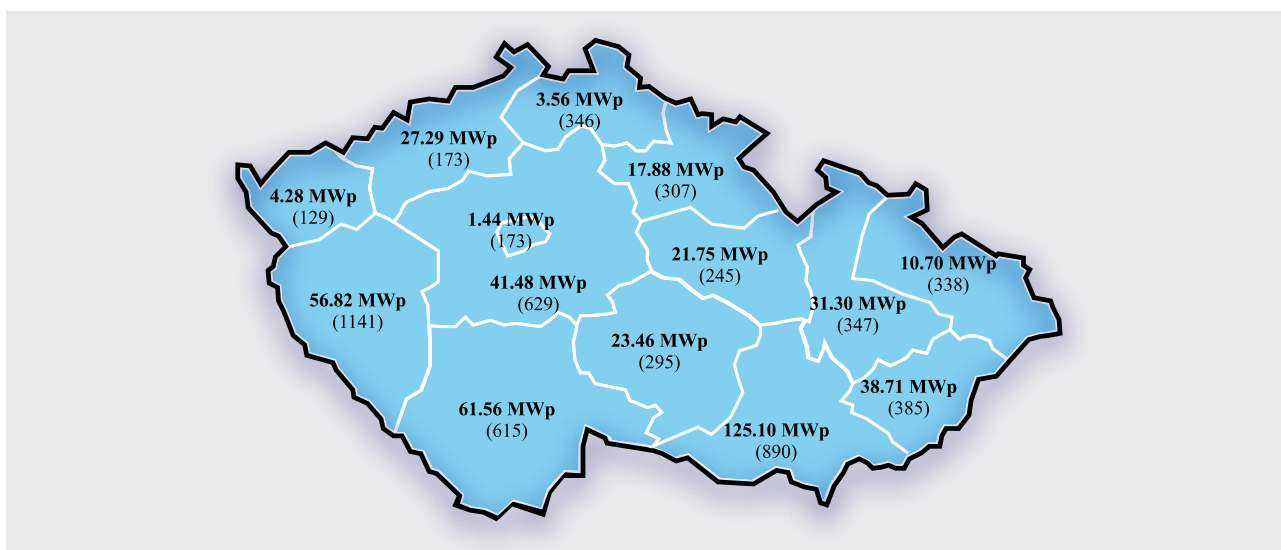 3.56 MWp
(346)
27.29 MWp
(173)
17.88 MWp
(307)
4.28 MWp
(129)
1.44 MWp
(173)
21.75 MWp
(245)
10.70 MWp
(338)
41.48 MWp
(629)
56.82 MWp
(1141)
31.30 MWp
(347)
23.46 MWp
(295)
38.71 MWp
(385)
61.56 MWp
(615)
125.10 MWp
(890)